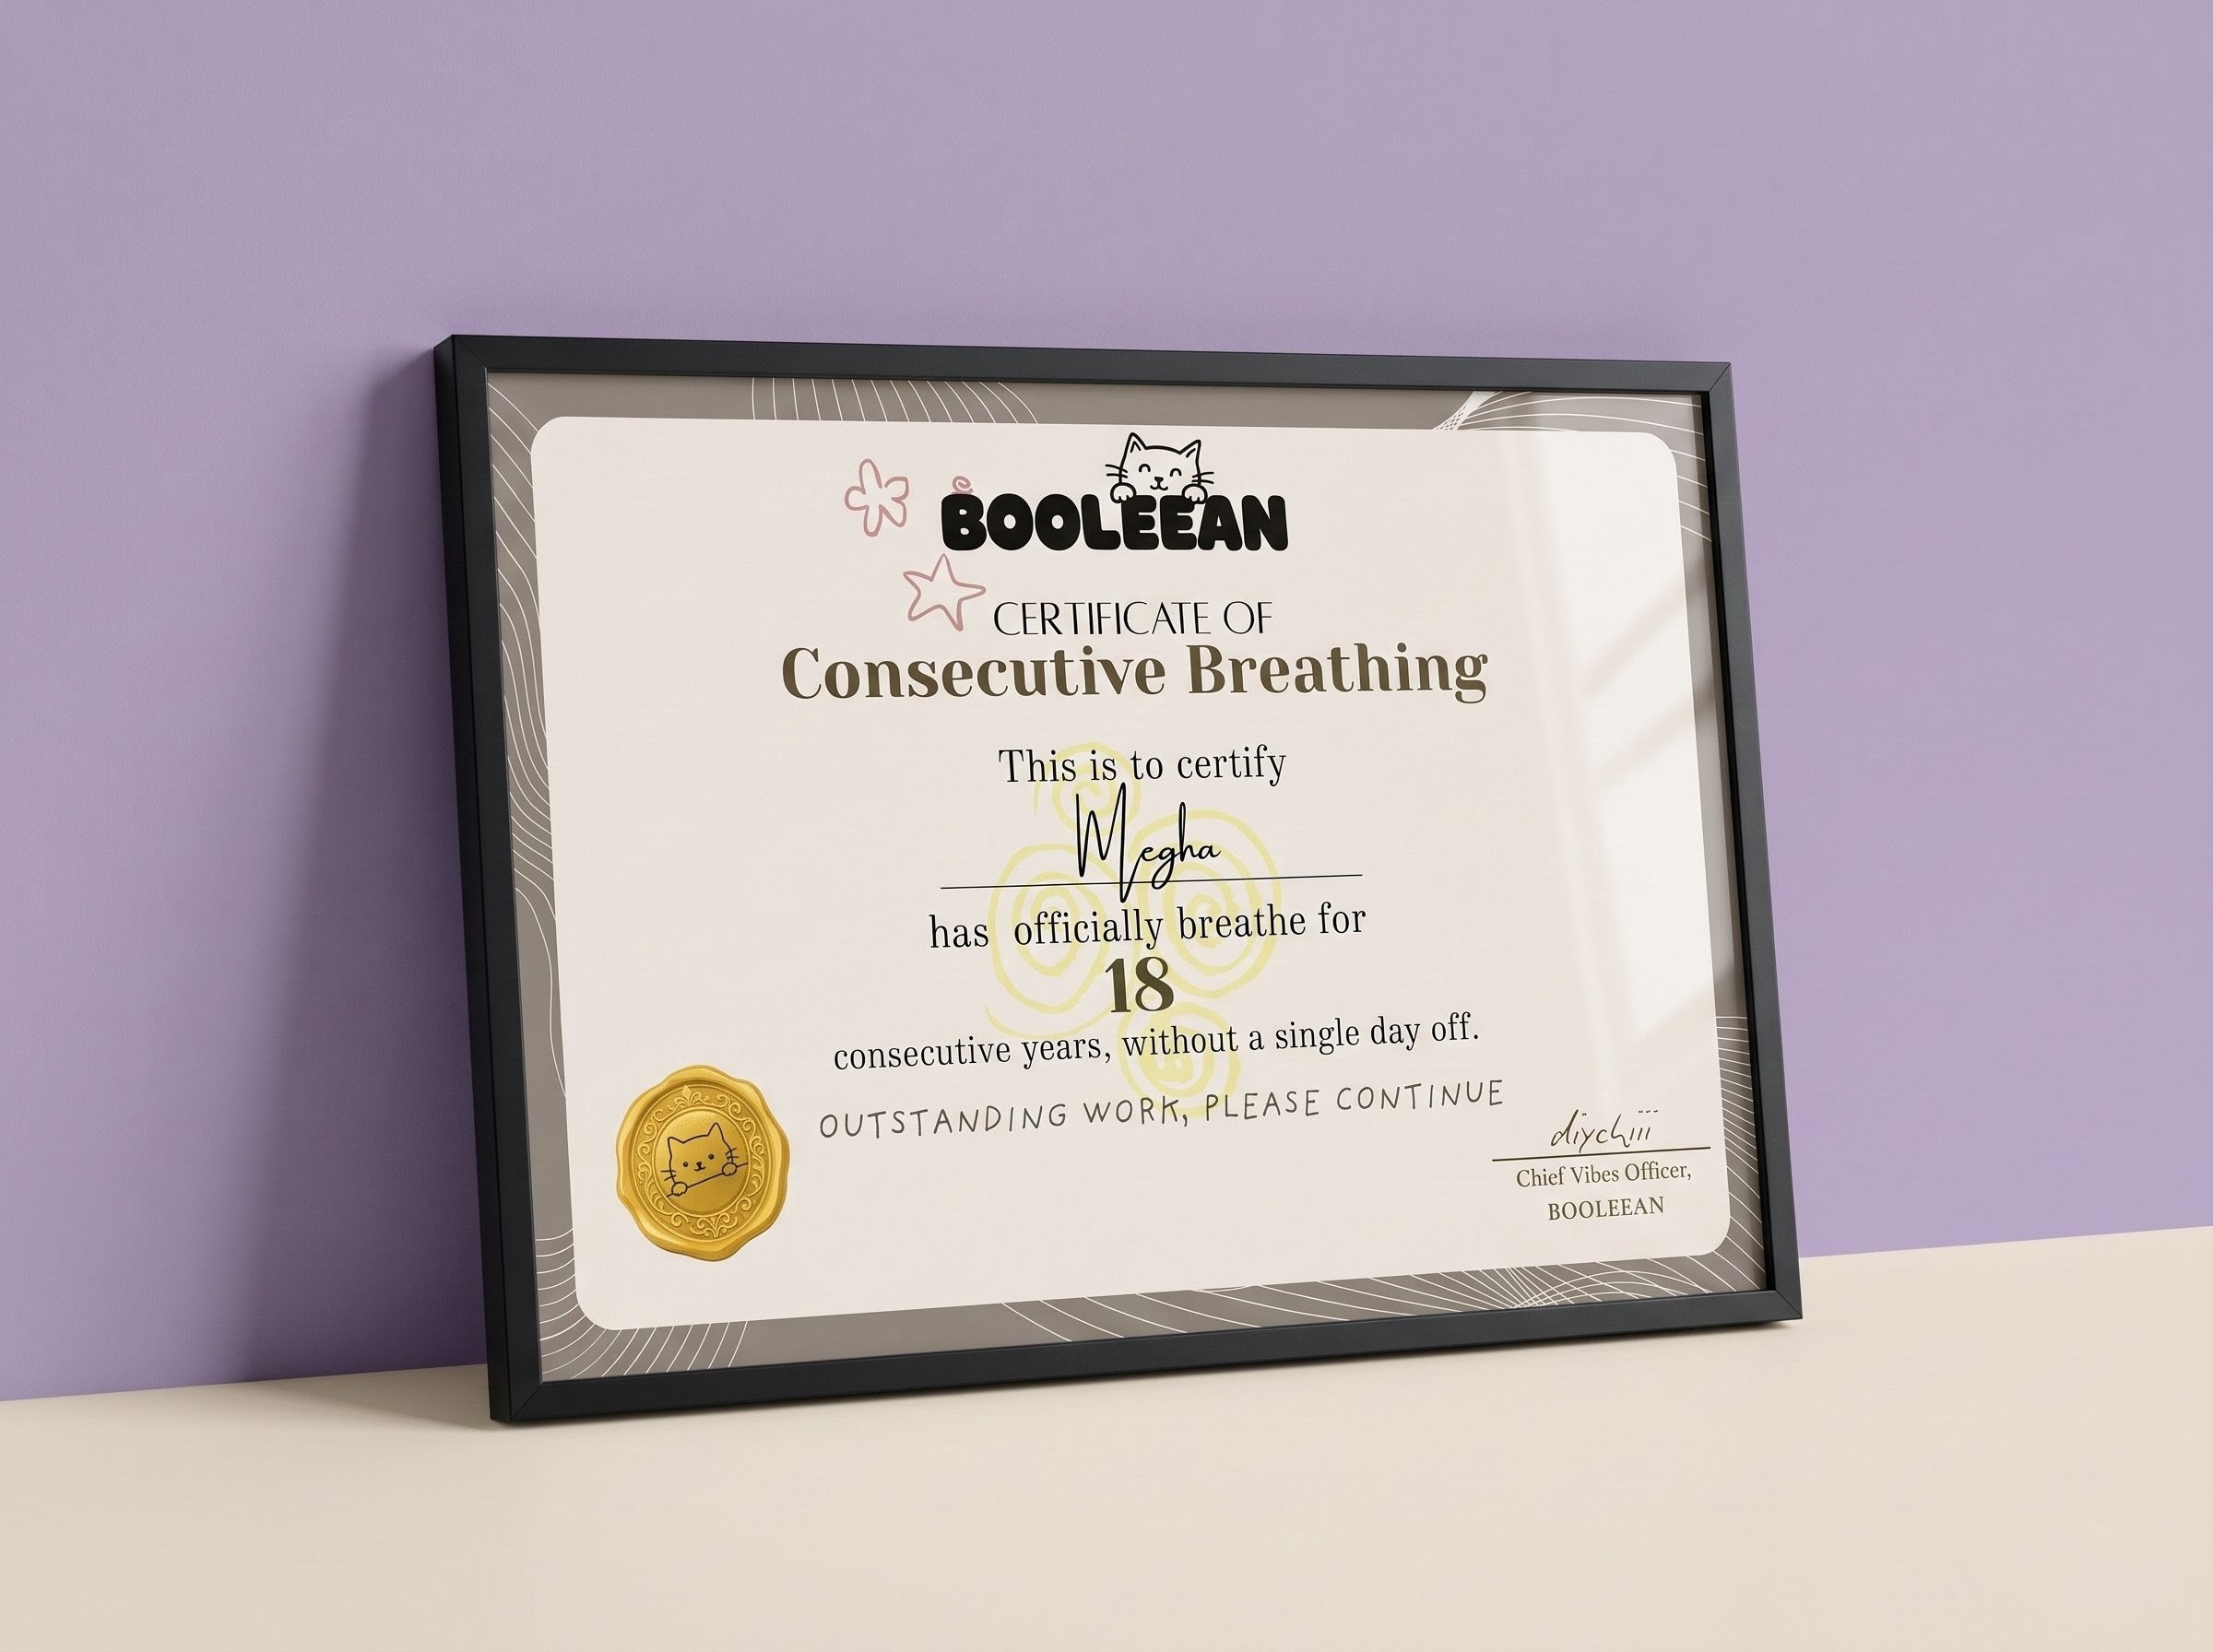 BOOLEEAN
CERTIFICATE OF
Consecutive Breathing
This is to certify
Megha
has officially breathe for
18
consecutive years, without a single day off.
OUTSTANDING WORK, PLEASE CONTINUE
diychiii
Chief Vibes Officer,
BOOLEEAN